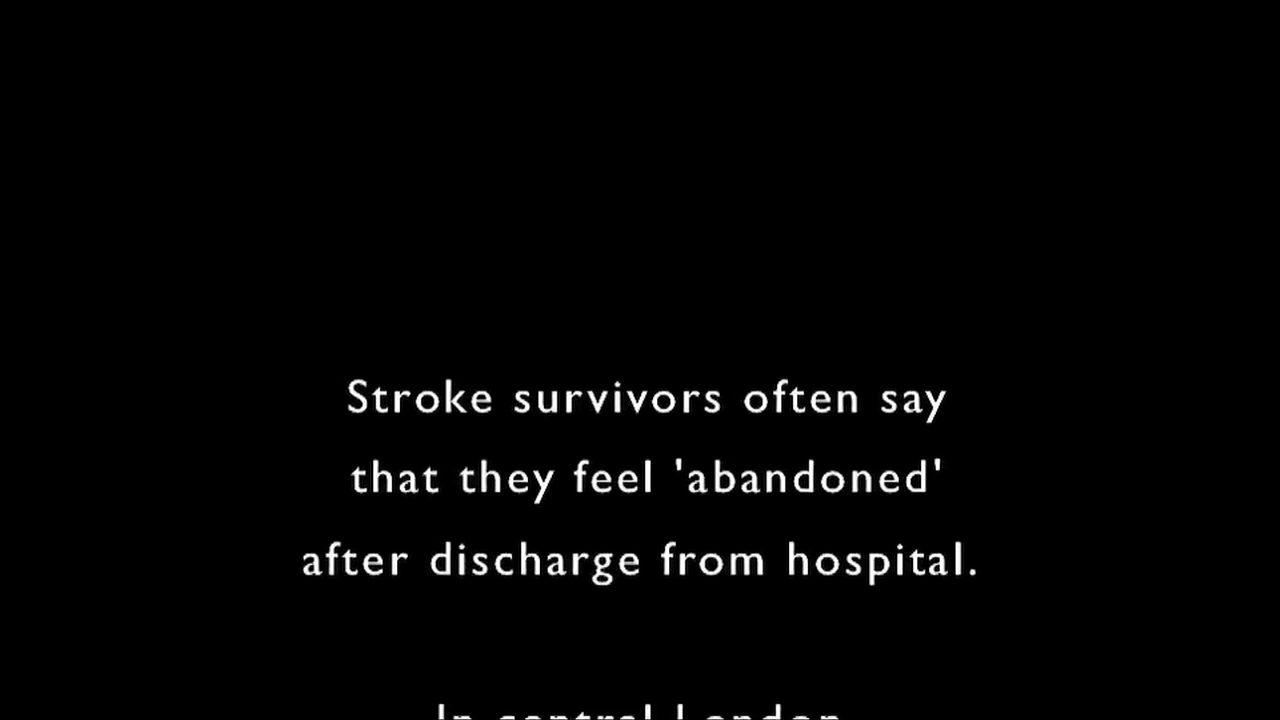 Stroke survivors often say
that they feel 'abandoned'
after discharge from hospital.
In central London